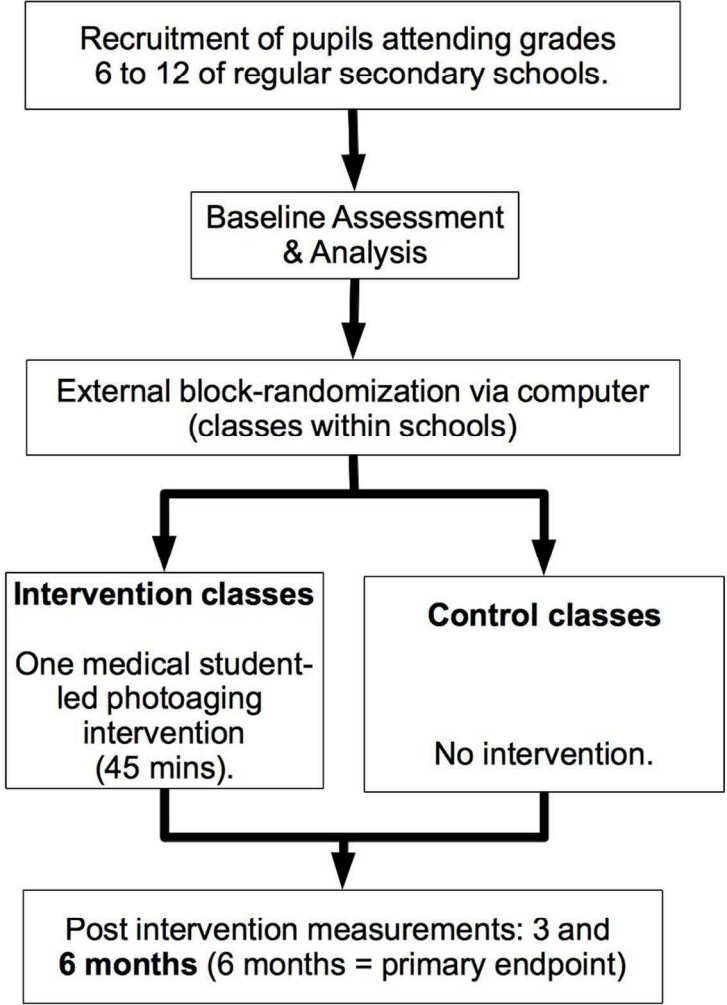 Recruitment of pupils attending grades
6 to 12 of regular secondary schools.
Baseline Assessment
& Analysis
External block-randomization via computer
(classes within schools)
Intervention classes
One medical student-
led photoaging
intervention
(45 mins).
Control classes
No intervention.
Post intervention measurements: 3 and
6 months (6 months = primary endpoint)